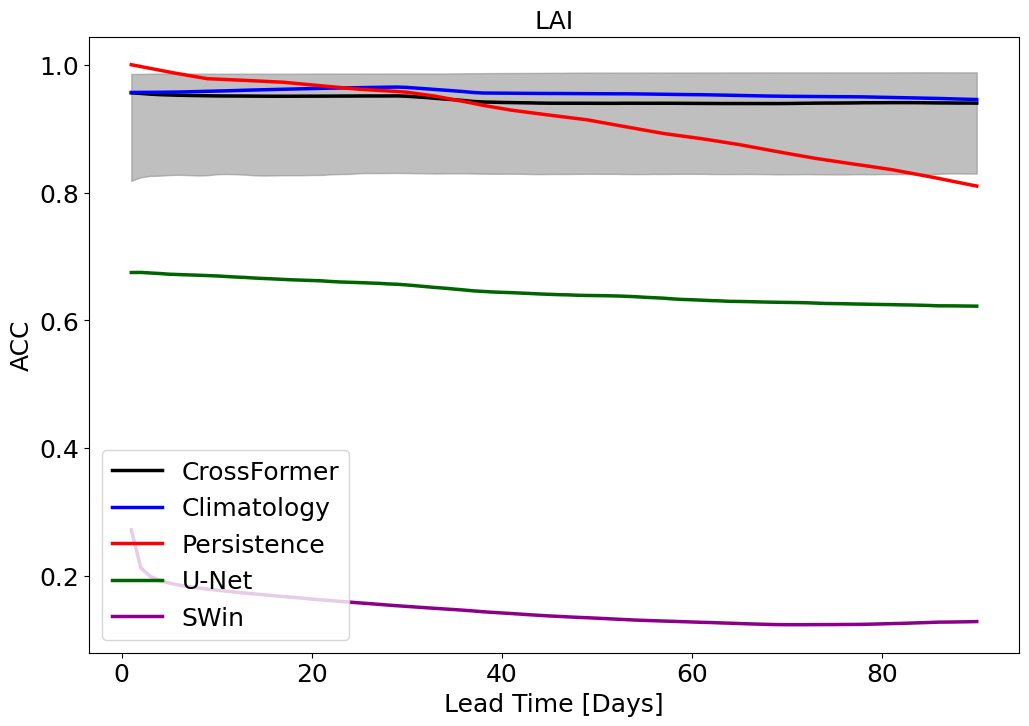 LAI
ACC
1.0
0.8
0.6
0.4
0.2
CrossFormer
Climatology
Persistence
U-Net
SWin
0
20
40
60
80
Lead Time [Days]